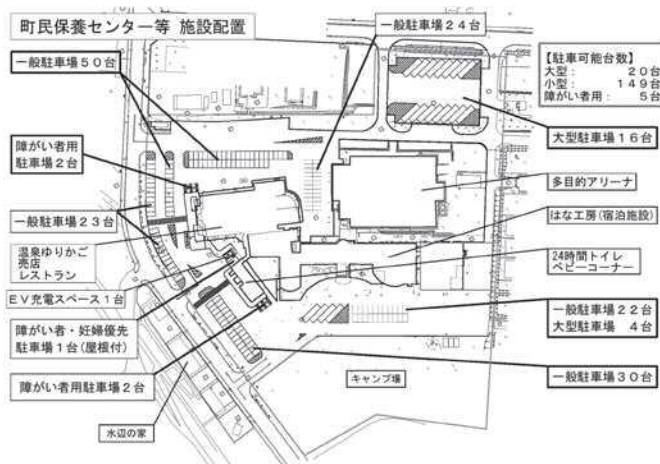 町民保養センター等 施設配置
一般駐車場24台
一般駐車場50台
【駐車可能台数】
大型： 20台
小型： 149台
障がい者用： 5台
大型駐車場16台
障がい者用
駐車場2台
多目的アリーナ
はな工房(宿泊施設)
一般駐車場23台
温泉ゆりかご
売店
レストラン
24時間トイレ
ベビーコーナー
EV充電スペース1台
障がい者・妊婦優先
駐車場1台(屋根付)
一般駐車場22台
大型駐車場 4台
障がい者用駐車場2台
一般駐車場30台
キャンプ場
水辺の家